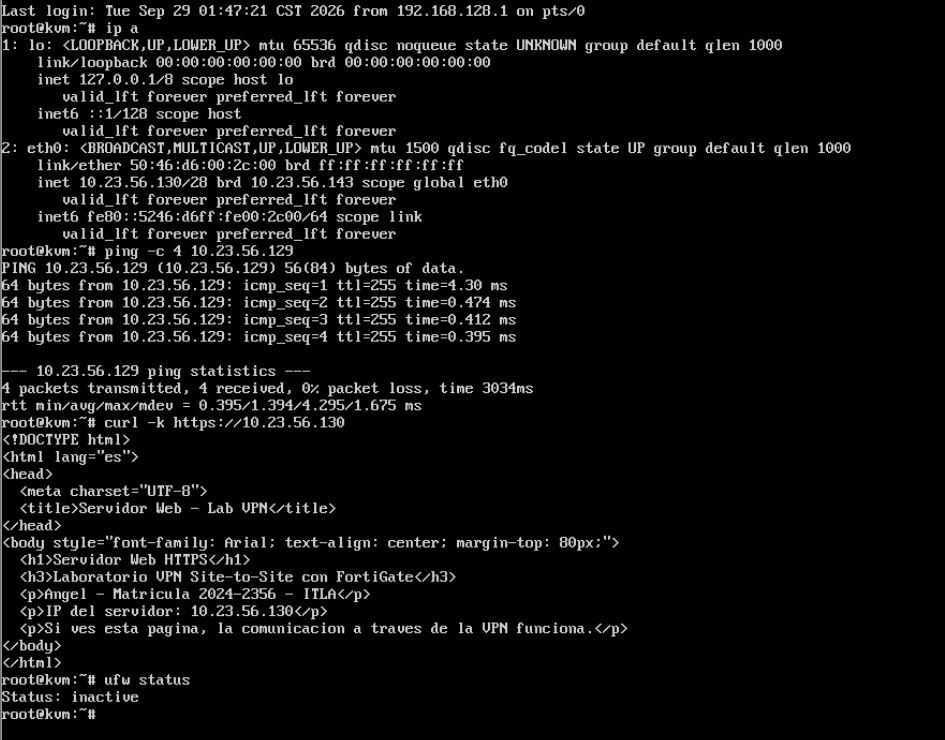 Last login: Tue Sep 29 01:47:21 CST 2026 from 192.168.128.1 on pts/0
root@kvm:~# ip a
1: lo: <LOOPBACK,UP,LOWER_UP> mtu 65536 qdisc noqueue state UNKNOWN group default qlen 1000
    link/loopback 00:00:00:00:00:00 brd 00:00:00:00:00:00
    inet 127.0.0.1/8 scope host lo
       valid_lft forever preferred_lft forever
    inet6 ::1/128 scope host
       valid_lft forever preferred_lft forever
2: eth0: <BROADCAST,MULTICAST,UP,LOWER_UP> mtu 1500 qdisc fq_codel state UP group default qlen 1000
    link/ether 50:46:d6:00:2c:00 brd ff:ff:ff:ff:ff:ff
    inet 10.23.56.130/28 brd 10.23.56.143 scope global eth0
       valid_lft forever preferred_lft forever
    inet6 fe80::5246:d6ff:fe00:2c00/64 scope link
       valid_lft forever preferred_lft forever
root@kvm:~# ping -c 4 10.23.56.129
PING 10.23.56.129 (10.23.56.129) 56(84) bytes of data.
64 bytes from 10.23.56.129: icmp_seq=1 ttl=255 time=4.30 ms
64 bytes from 10.23.56.129: icmp_seq=2 ttl=255 time=0.474 ms
64 bytes from 10.23.56.129: icmp_seq=3 ttl=255 time=0.412 ms
64 bytes from 10.23.56.129: icmp_seq=4 ttl=255 time=0.395 ms

--- 10.23.56.129 ping statistics ---
4 packets transmitted, 4 received, 0% packet loss, time 3034ms
rtt min/avg/max/mdev = 0.395/1.394/4.295/1.675 ms
root@kvm:~# curl -k https://10.23.56.130
<!DOCTYPE html>
<html lang="es">
<head>
  <meta charset="UTF-8">
  <title>Servidor Web - Lab VPN</title>
</head>
<body style="font-family: Arial; text-align: center; margin-top: 80px;">
  <h1>Servidor Web HTTPS</h1>
  <h3>Laboratorio VPN Site-to-Site con FortiGate</h3>
  <p>Angel - Matricula 2024-2356 - ITLA</p>
  <p>IP del servidor: 10.23.56.130</p>
  <p>Si ves esta pagina, la comunicacion a traves de la VPN funciona.</p>
</body>
</html>
root@kvm:~# ufw status
Status: inactive
root@kvm:~#